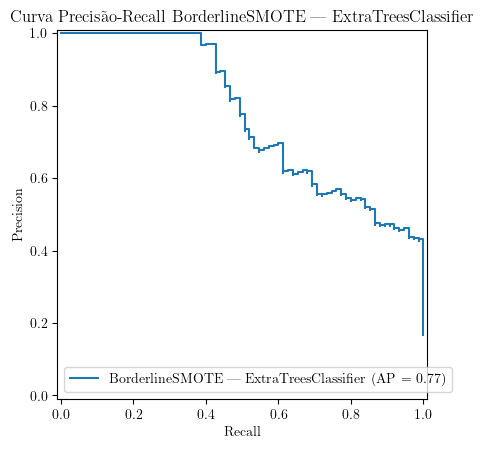 Curva Precisão-Recall BorderlineSMOTE — ExtraTreesClassifier
1.0
0.8
0.6
0.4
0.2
0.0
Precision
BorderlineSMOTE — ExtraTreesClassifier (AP = 0.77)
0.0 0.2 0.4 0.6 0.8 1.0
Recall